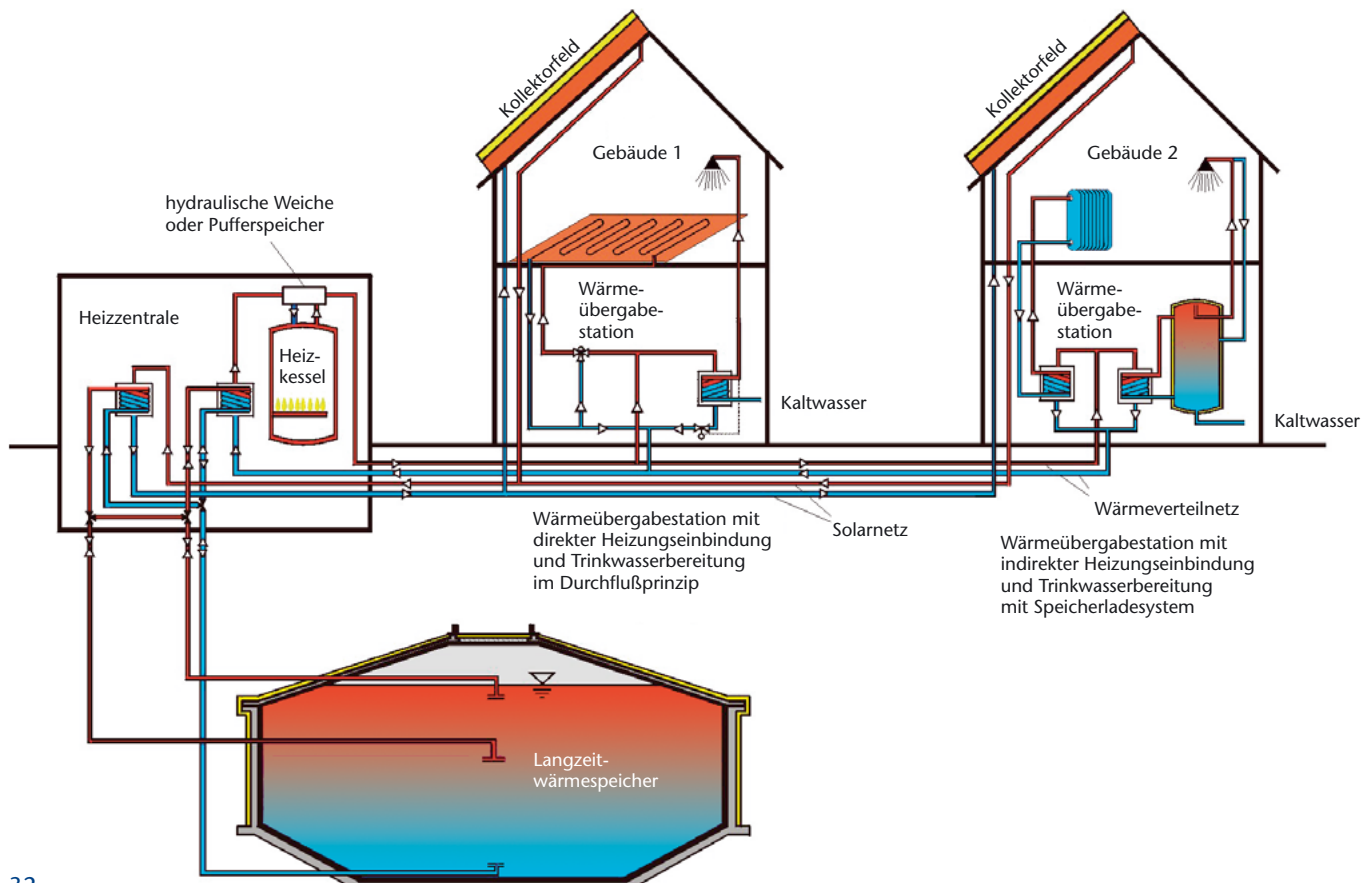 Kollektorfeld
Kollektorfeld
Gebäude 1
Gebäude 2
hydraulische Weiche
oder Pufferspeicher
Heizzentrale
Heiz-
kessel
Wärme-
übergabe-
station
Wärme-
übergabe-
station
Kaltwasser
Kaltwasser
Wärmeübergabestation mit
direkter Heizungseinbindung
und Trinkwasserbereitung
im Durchflußprinzip
Solarnetz
Wärmeverteilnetz
Wärmeübergabestation mit
indirekter Heizungseinbindung
und Trinkwasserbereitung
mit Speicherladesystem
Langzeit-
wärmespeicher